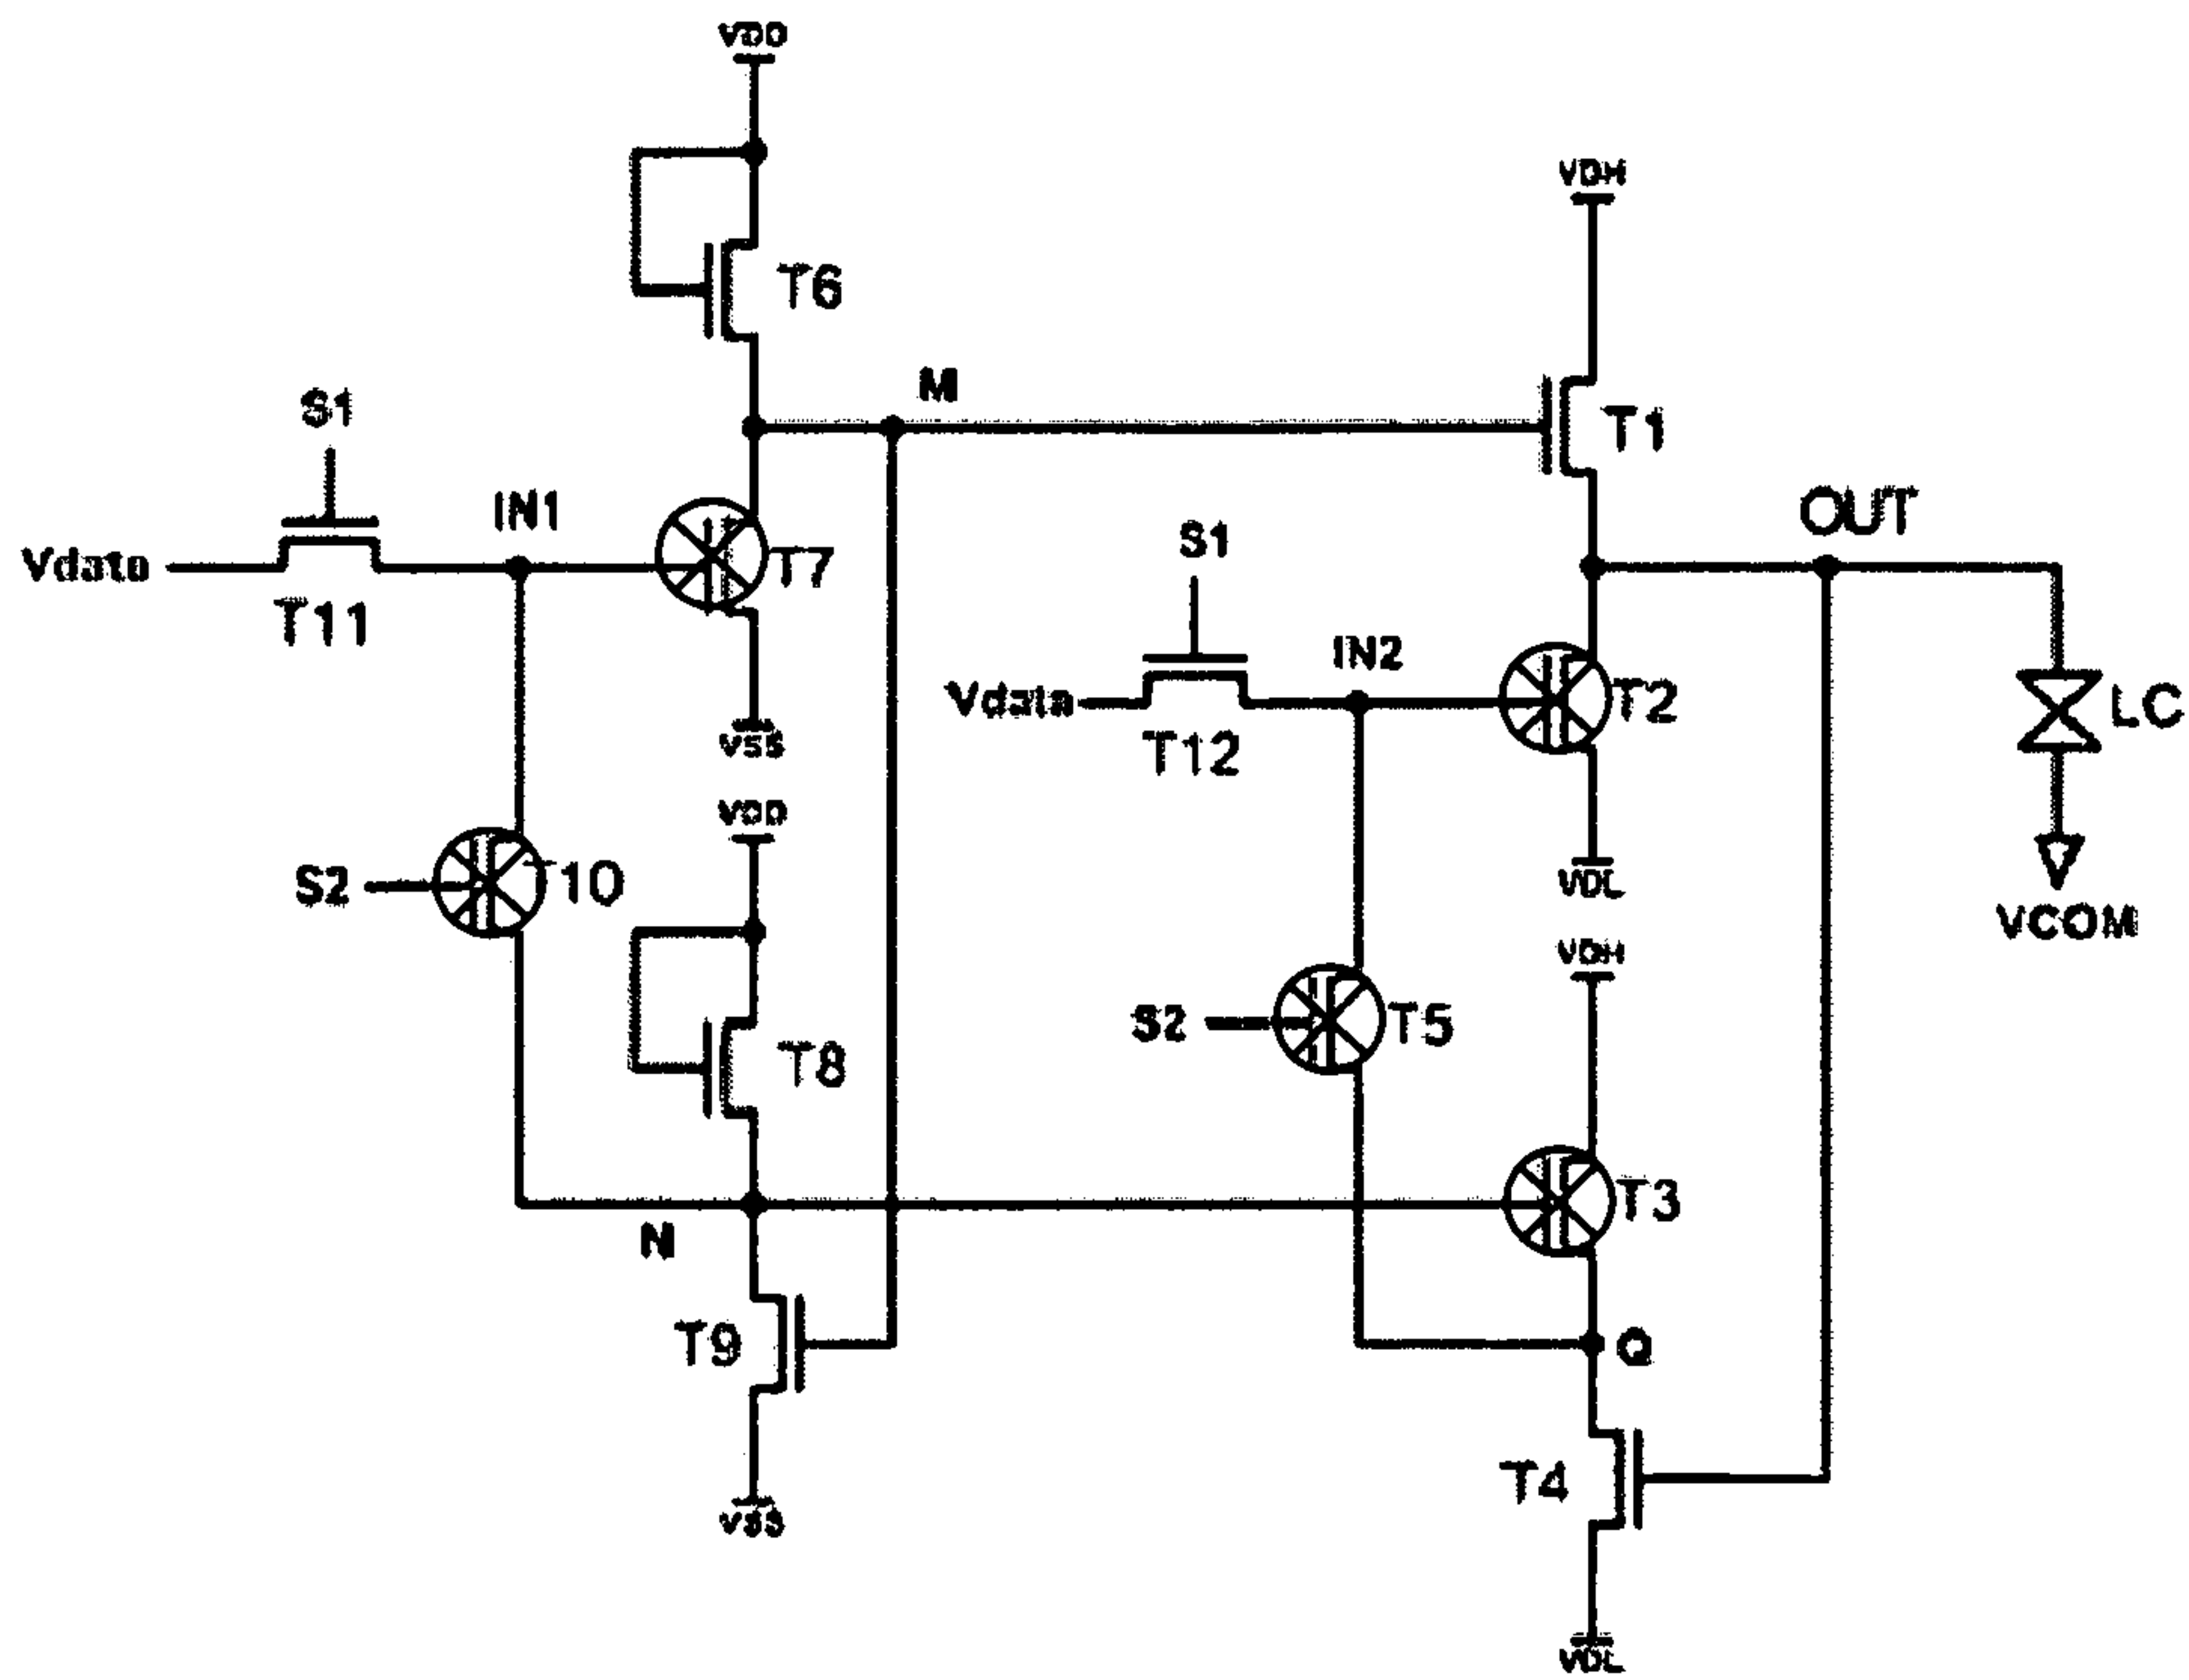 VDD
VDH
T6
S1
M
T1
IN1
OUT
S1
Vdata
T7
T11
IN2
Vdata
T2
LC
T12
VSS
VDD
S2
T10
VDL
VCOM
VDH
S2
T5
T8
T3
N
T9
Q
T4
VSS
VDL